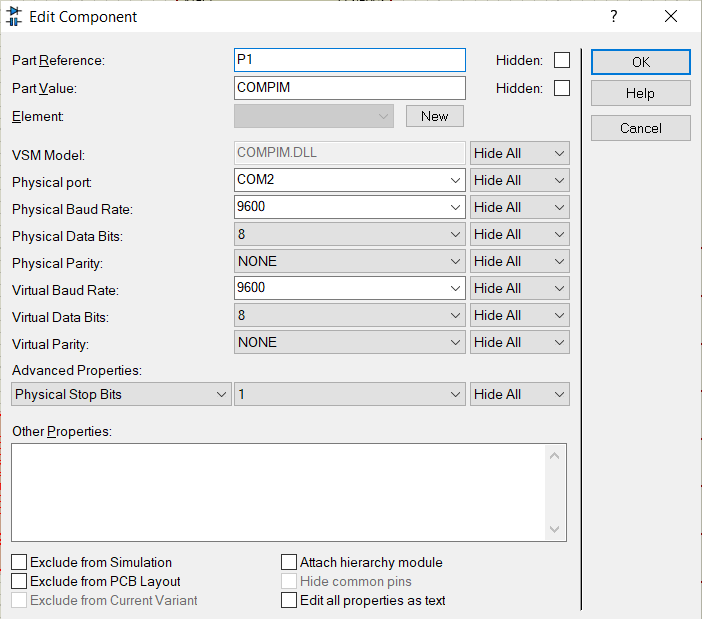 Edit Component
?
Part Reference: P1 Hidden:
Part Value: COMPIM Hidden:
Element: New
VSM Model: COMPIM.DLL Hide All
Physical port: COM2 Hide All
Physical Baud Rate: 9600 Hide All
Physical Data Bits: 8 Hide All
Physical Parity: NONE Hide All
Virtual Baud Rate: 9600 Hide All
Virtual Data Bits: 8 Hide All
Virtual Parity: NONE Hide All
Advanced Properties:
Physical Stop Bits 1 Hide All
Other Properties:
Exclude from Simulation Attach hierarchy module
Exclude from PCB Layout Hide common pins
Exclude from Current Variant Edit all properties as text
OK
Help
Cancel